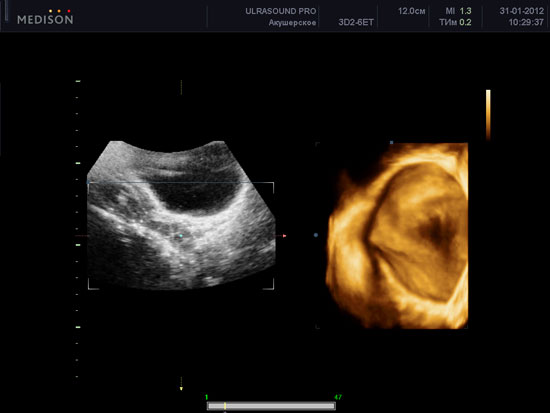 MEDISON
ULRASOUND PRO
Акушерское
3D2-6ET
12.0см
MI 1.3
ТИм 0.2
31-01-2012
10:29:37
1
47